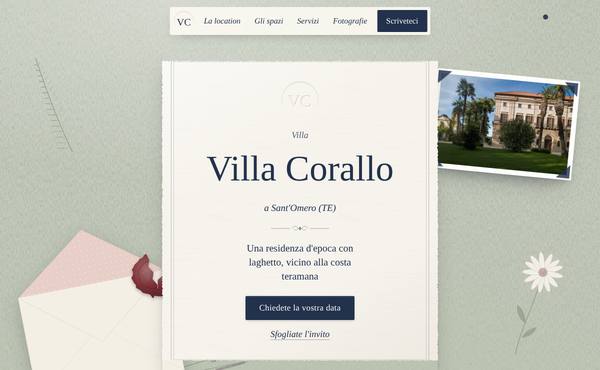 VC
La location
Gli spazi
Servizi
Fotografie
Scriveteci
VC
Villa
Villa Corallo
a Sant'Omero (TE)
Una residenza d'epoca con
laghetto, vicino alla costa
teramana
Chiedete la vostra data
Sfogliate l'invito